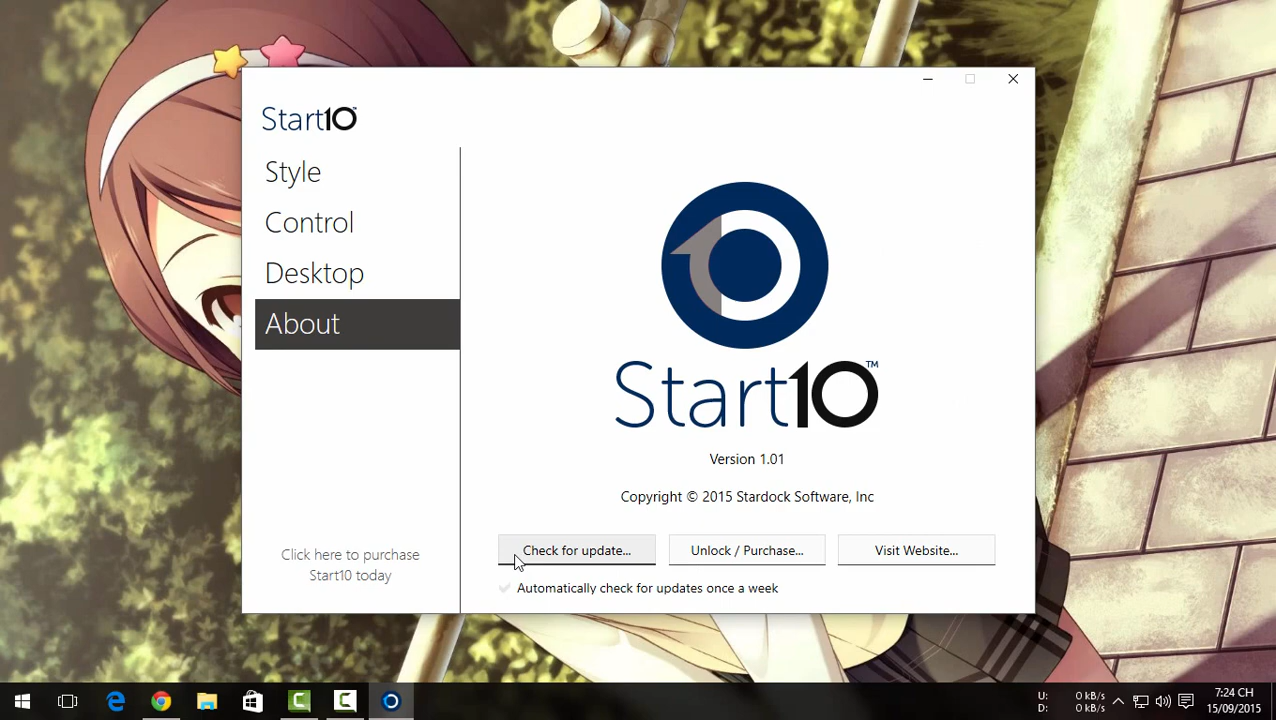 Start10™
Style
Control
Desktop
About
Click here to purchase
Start10 today
Start10™
Version 1.01
Copyright © 2015 Stardock Software, Inc
Check for update...
Unlock / Purchase...
Visit Website...
Automatically check for updates once a week
U: 0 kB/s
D: 0 kB/s
7:24 CH
15/09/2015